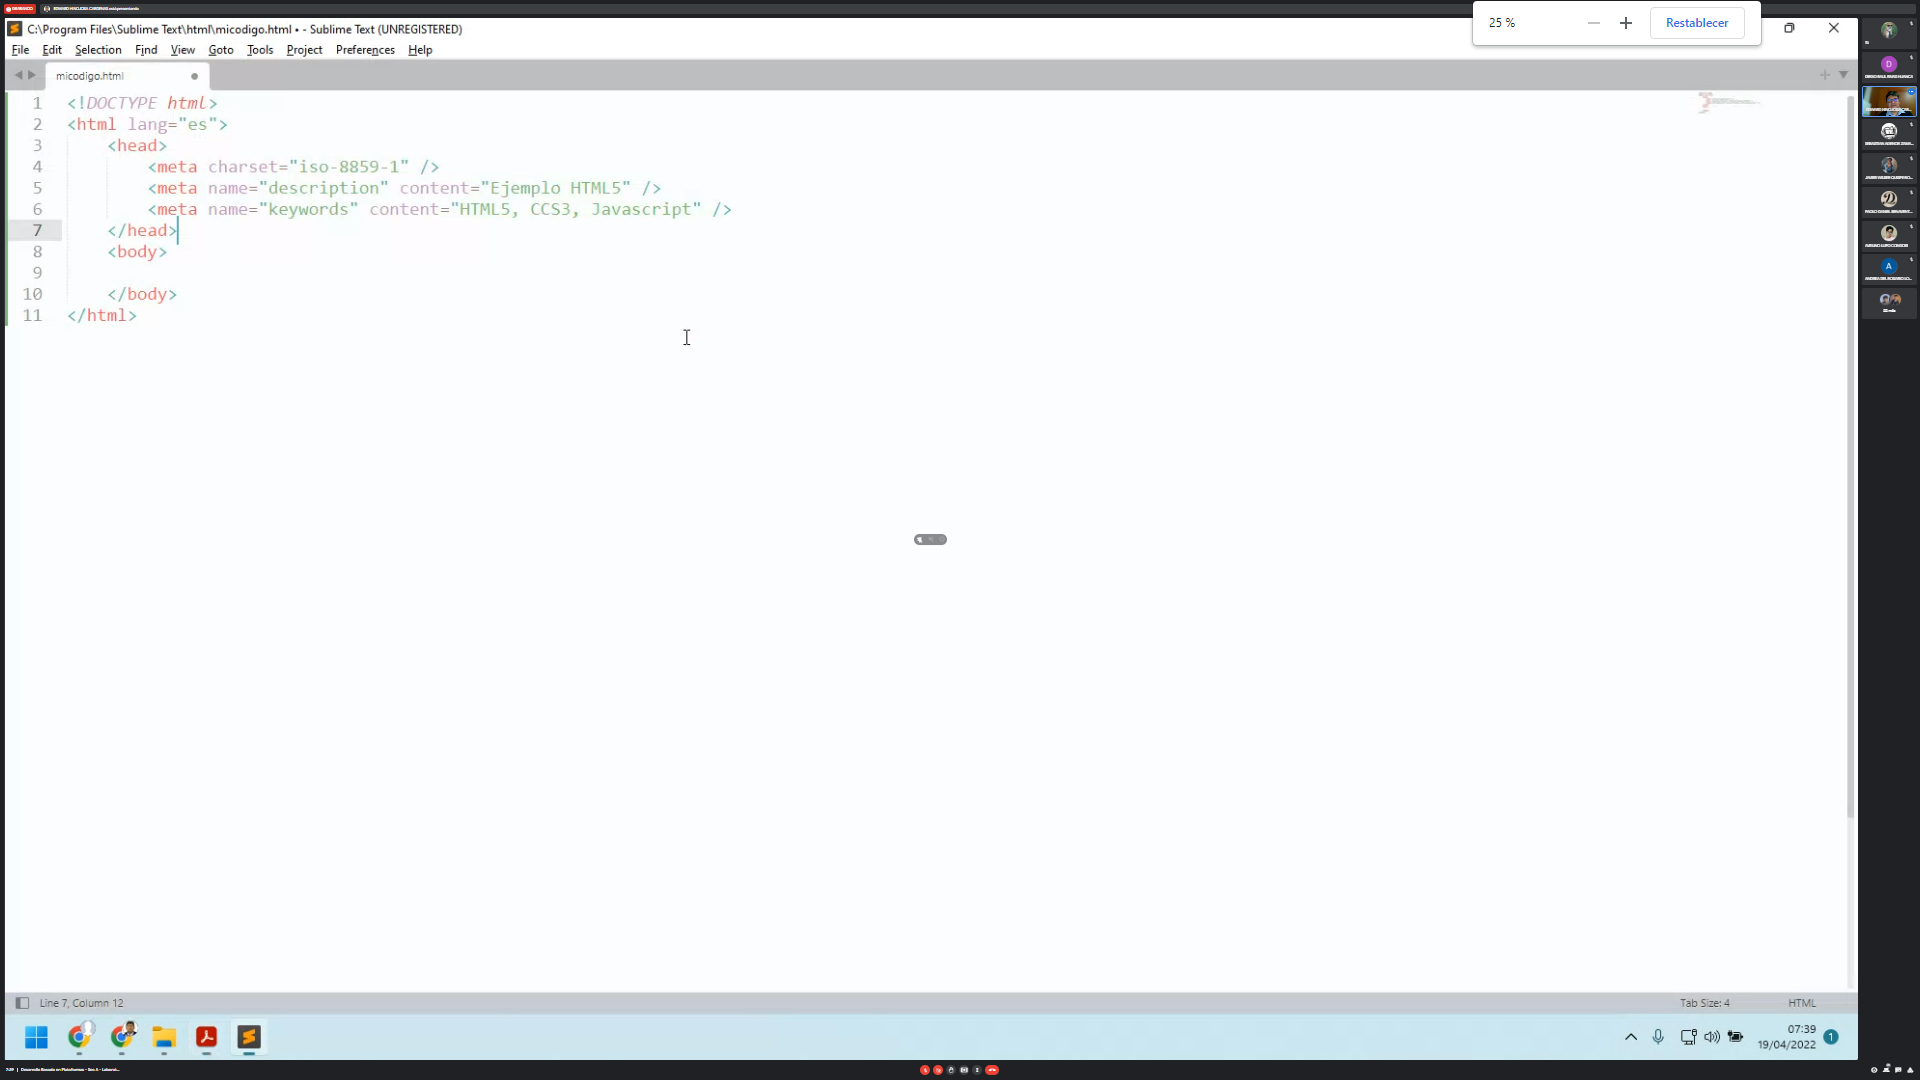 C:\Program Files\Sublime Text\html\micodigo.html • - Sublime Text (UNREGISTERED)
25 %
Restablecer
File Edit Selection Find View Goto Tools Project Preferences Help
micodigo.html
1 <!DOCTYPE html>
2 <html lang="es">
3 <head>
4 <meta charset="iso-8859-1" />
5 <meta name="description" content="Ejemplo HTML5" />
6 <meta name="keywords" content="HTML5, CCS3, Javascript" />
7 </head>
8 <body>
9
10 </body>
11 </html>
D
A
Line 7, Column 12
Tab Size: 4
HTML
07:39
19/04/2022
1